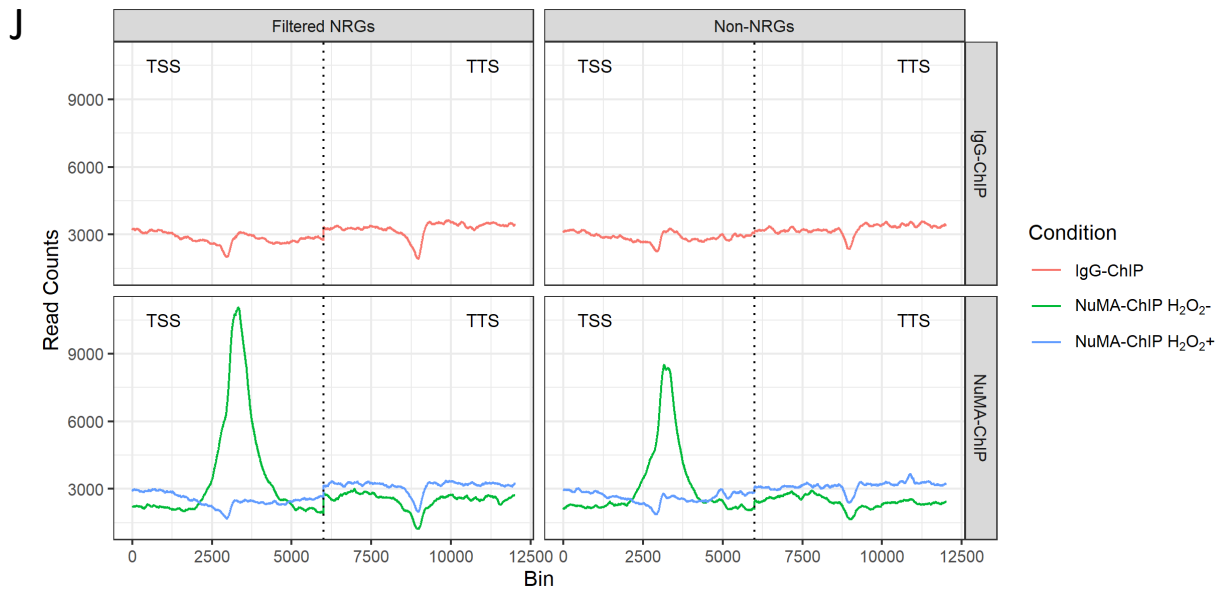 J
Filtered NRGs
Non-NRGs
TSS
TTS
TSS
TTS
9000
6000
3000
IgG-ChIP
TSS
TTS
TSS
TTS
9000
6000
3000
NuMA-ChIP
Read Counts
0
2500
5000
7500
10000
12500
0
2500
5000
7500
10000
12500
Bin
Condition
IgG-ChIP
NuMA-ChIP H₂O₂-
NuMA-ChIP H₂O₂+